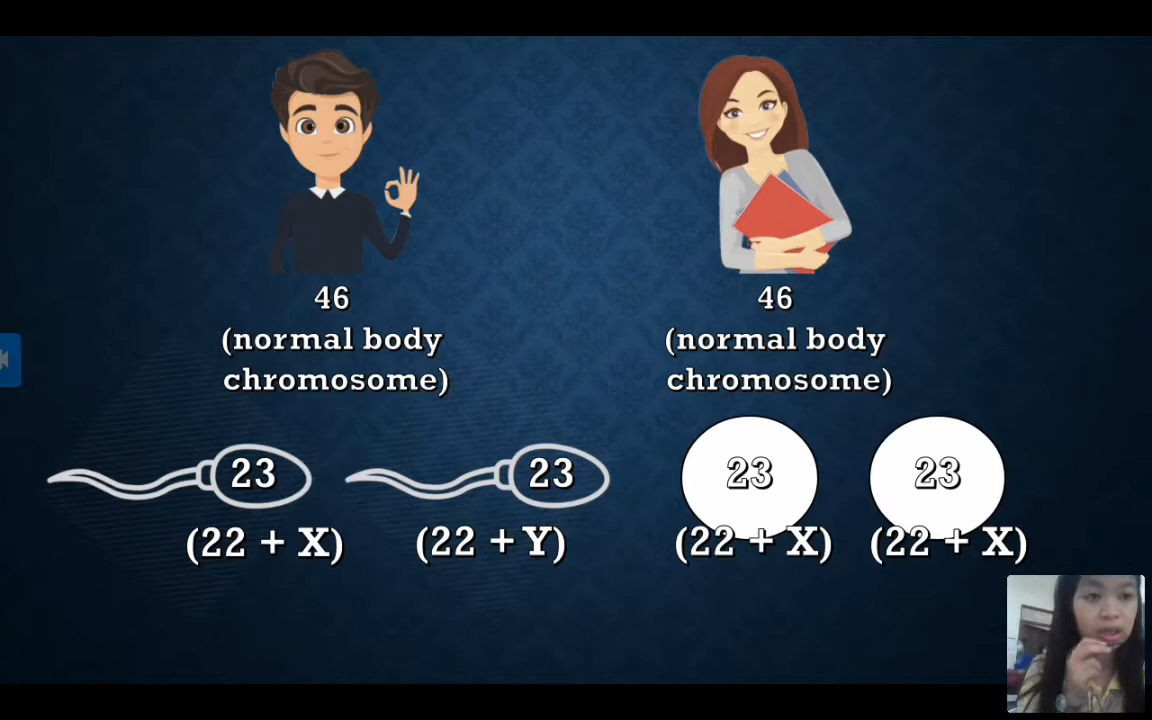 46
(normal body
chromosome)
46
(normal body
chromosome)
23
23
23
23
(22 + X)
(22 + Y)
(22 + X)
(22 + X)